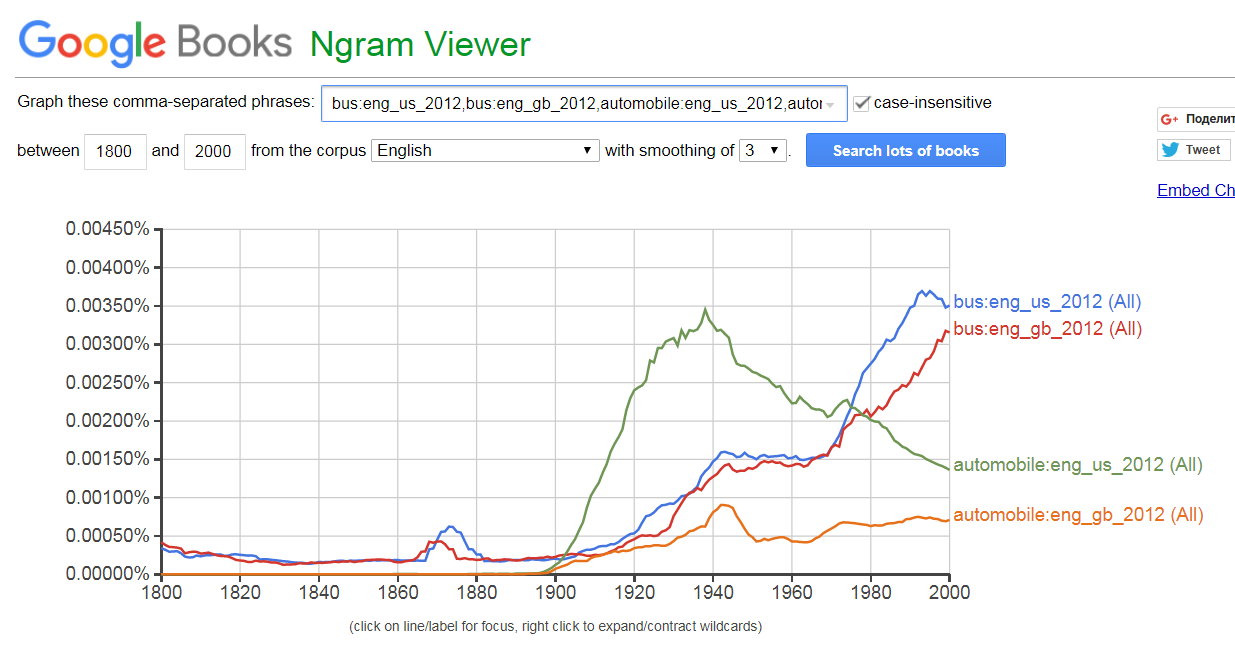 Google Books Ngram Viewer
Graph these comma-separated phrases: bus:eng_us_2012,bus:eng_gb_2012,automobile:eng_us_2012,autor case-insensitive
between 1800 and 2000 from the corpus English with smoothing of 3 . Search lots of books
G+ Поделит
Tweet
Embed Ch
0.00450%
0.00400%
0.00350%
0.00300%
0.00250%
0.00200%
0.00150%
0.00100%
0.00050%
0.00000%
1800 1820 1840 1860 1880 1900 1920 1940 1960 1980 2000
bus:eng_us_2012 (All)
bus:eng_gb_2012 (All)
automobile:eng_us_2012 (All)
automobile:eng_gb_2012 (All)
(click on line/label for focus, right click to expand/contract wildcards)